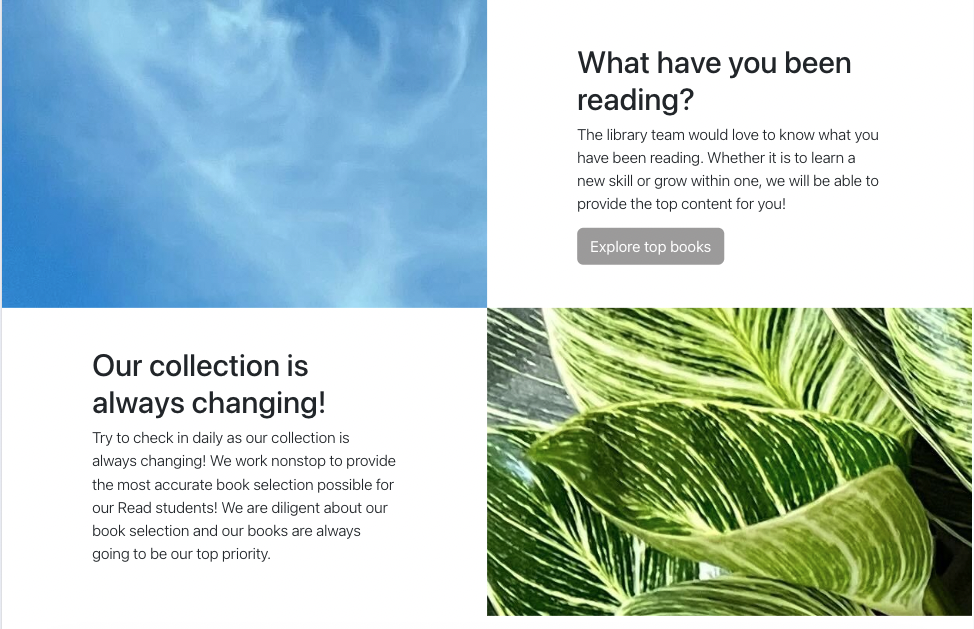 What have you been
reading?
The library team would love to know what you
have been reading. Whether it is to learn a
new skill or grow within one, we will be able to
provide the top content for you!
Explore top books
Our collection is
always changing!
Try to check in daily as our collection is
always changing! We work nonstop to provide
the most accurate book selection possible for
our Read students! We are diligent about our
book selection and our books are always
going to be our top priority.